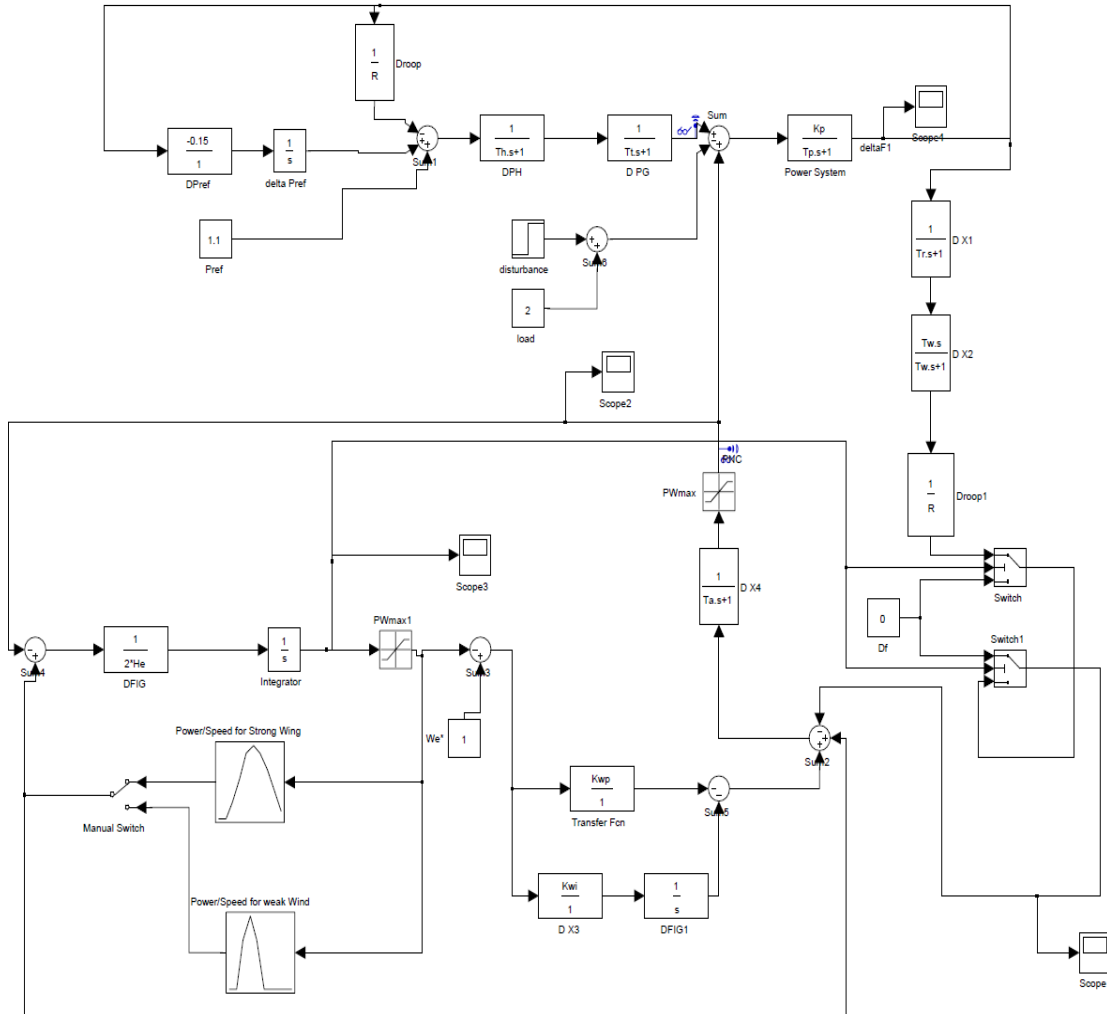 1
R
Droop
-0.15
1
DPref
1
s
delta Pref
Sum1
1
Th.s+1
DPH
1
Tt.s+1
D PG
Sum
Kp
Tp.s+1
Power System
deltaF1
Scope4
1.1
Pref
disturbance
Sum6
2
load
1
Tr.s+1
D X1
Tw.s
Tw.s+1
D X2
Scope2
1
R
Droop1
PWmax
1
Ta.s+1
D X4
Scope3
Switch
0
Df
Switch1
Sum4
1
2*He
DFIG
1
s
Integrator
PWmax1
Sum3
We*
1
Sum2
Power/Speed for Strong Wing
Manual Switch
Kwp
1
Transfer Fcn
Sum5
Power/Speed for weak Wind
Kwi
1
D X3
1
s
DFIG1
Scope